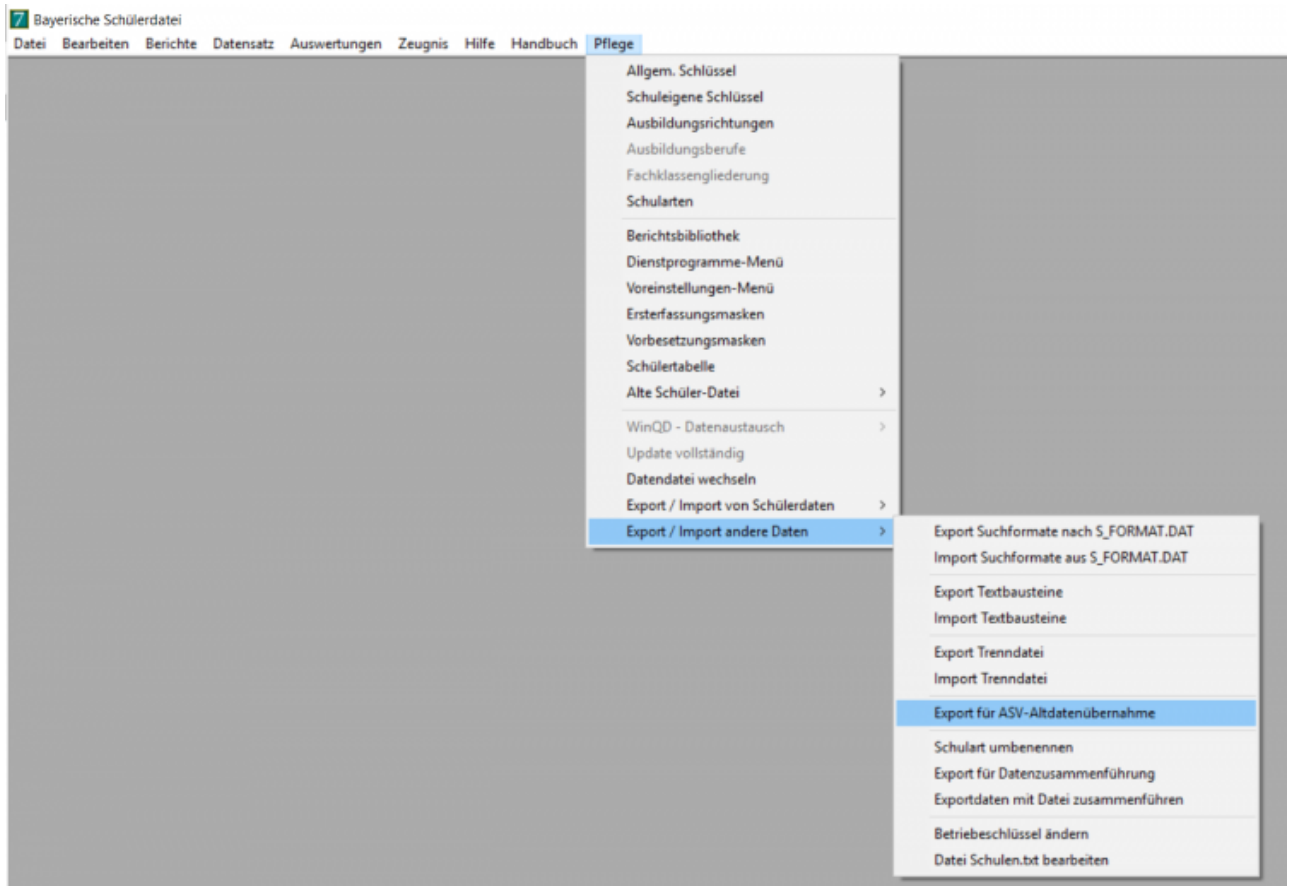 7 Bayerische Schülerdatei
Datei Bearbeiten Berichte Datensatz Auswertungen Zeugnis Hilfe Handbuch Pflege
Allgem. Schlüssel
Schuleigene Schlüssel
Ausbildungsrichtungen
Ausbildungsberufe
Fachklassengliederung
Schularten
Berichtsbibliothek
Dienstprogramme-Menü
Voreinstellungen-Menü
Ersterfassungsmasken
Vorbesetzungsmasken
Schülertabelle
Alte Schüler-Datei
WinQD - Datenaustausch
Update vollständig
Datendatei wechseln
Export / Import von Schülerdaten
Export / Import andere Daten
Export Suchformate nach S_FORMAT.DAT
Import Suchformate aus S_FORMAT.DAT
Export Textbausteine
Import Textbausteine
Export Trenndatei
Import Trenndatei
Export für ASV-Altdatenübernahme
Schulart umbenennen
Export für Datenzusammenführung
Exportdaten mit Datei zusammenführen
Betriebeschlüssel ändern
Datei Schulen.txt bearbeiten